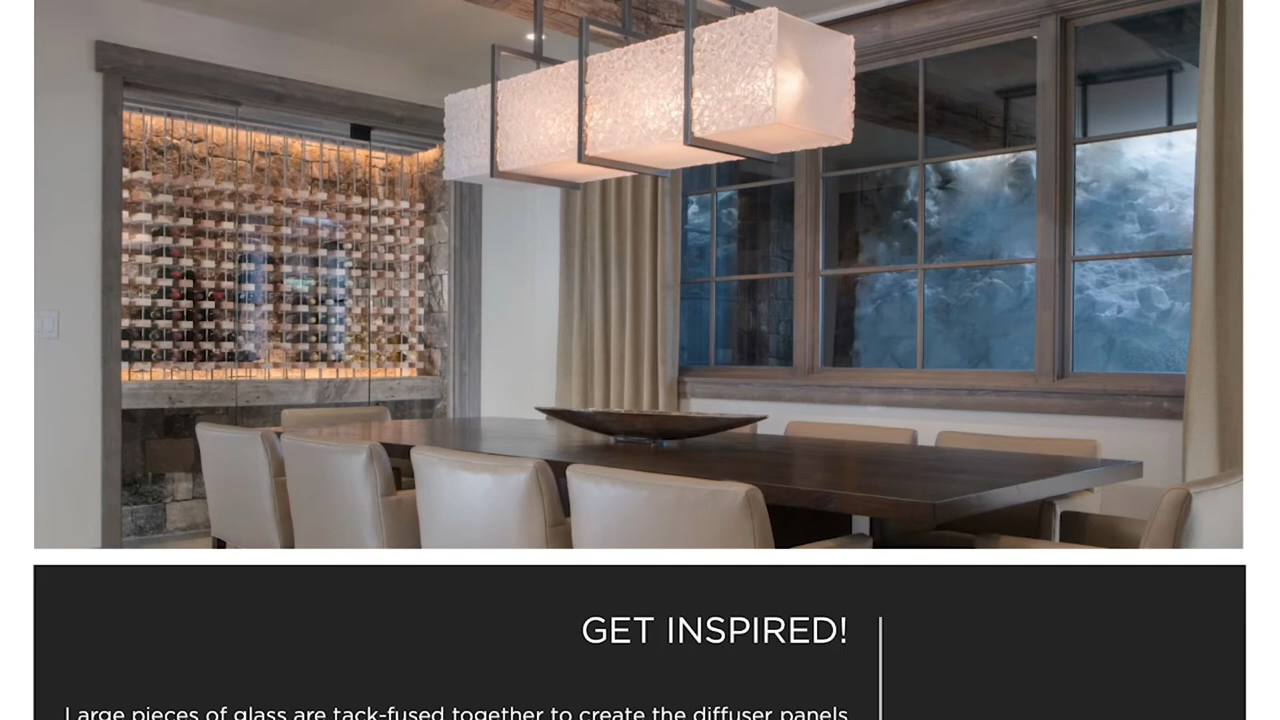 GET INSPIRED!
Large pieces of glass are tack-fused together to create the diffuser panels